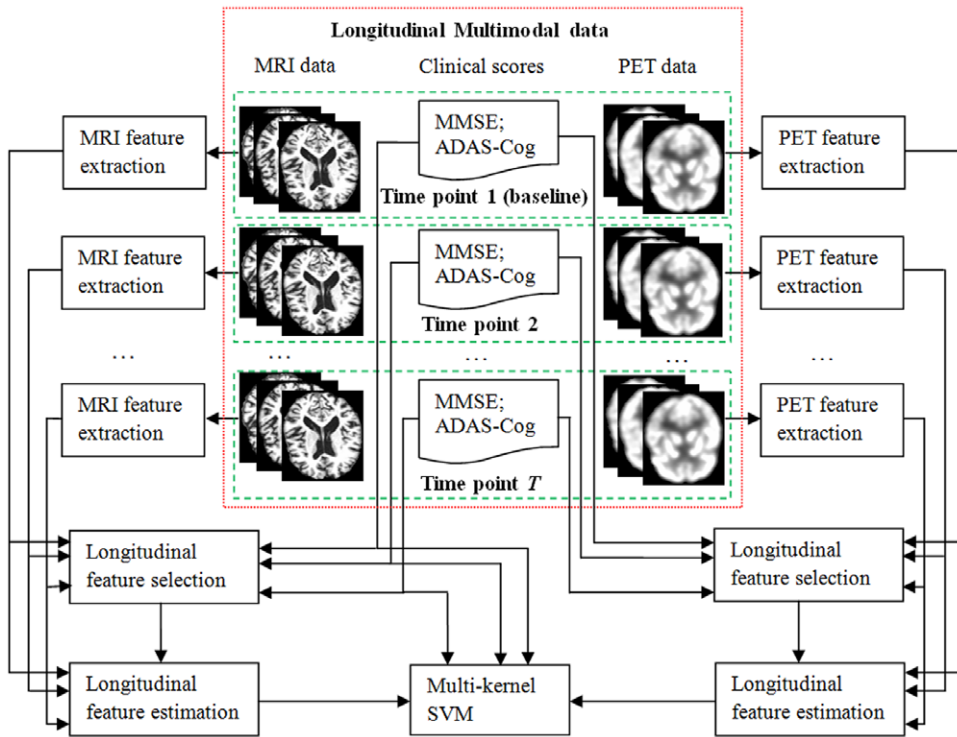 Longitudinal Multimodal data
MRI data
Clinical scores
PET data
MRI feature
extraction
MMSE;
ADAS-Cog
PET feature
extraction
Time point 1 (baseline)
MRI feature
extraction
MMSE;
ADAS-Cog
PET feature
extraction
Time point 2
...
...
...
...
...
MRI feature
extraction
MMSE;
ADAS-Cog
PET feature
extraction
Time point T
Longitudinal
feature selection
Longitudinal
feature selection
Longitudinal
feature estimation
Multi-kernel
SVM
Longitudinal
feature estimation